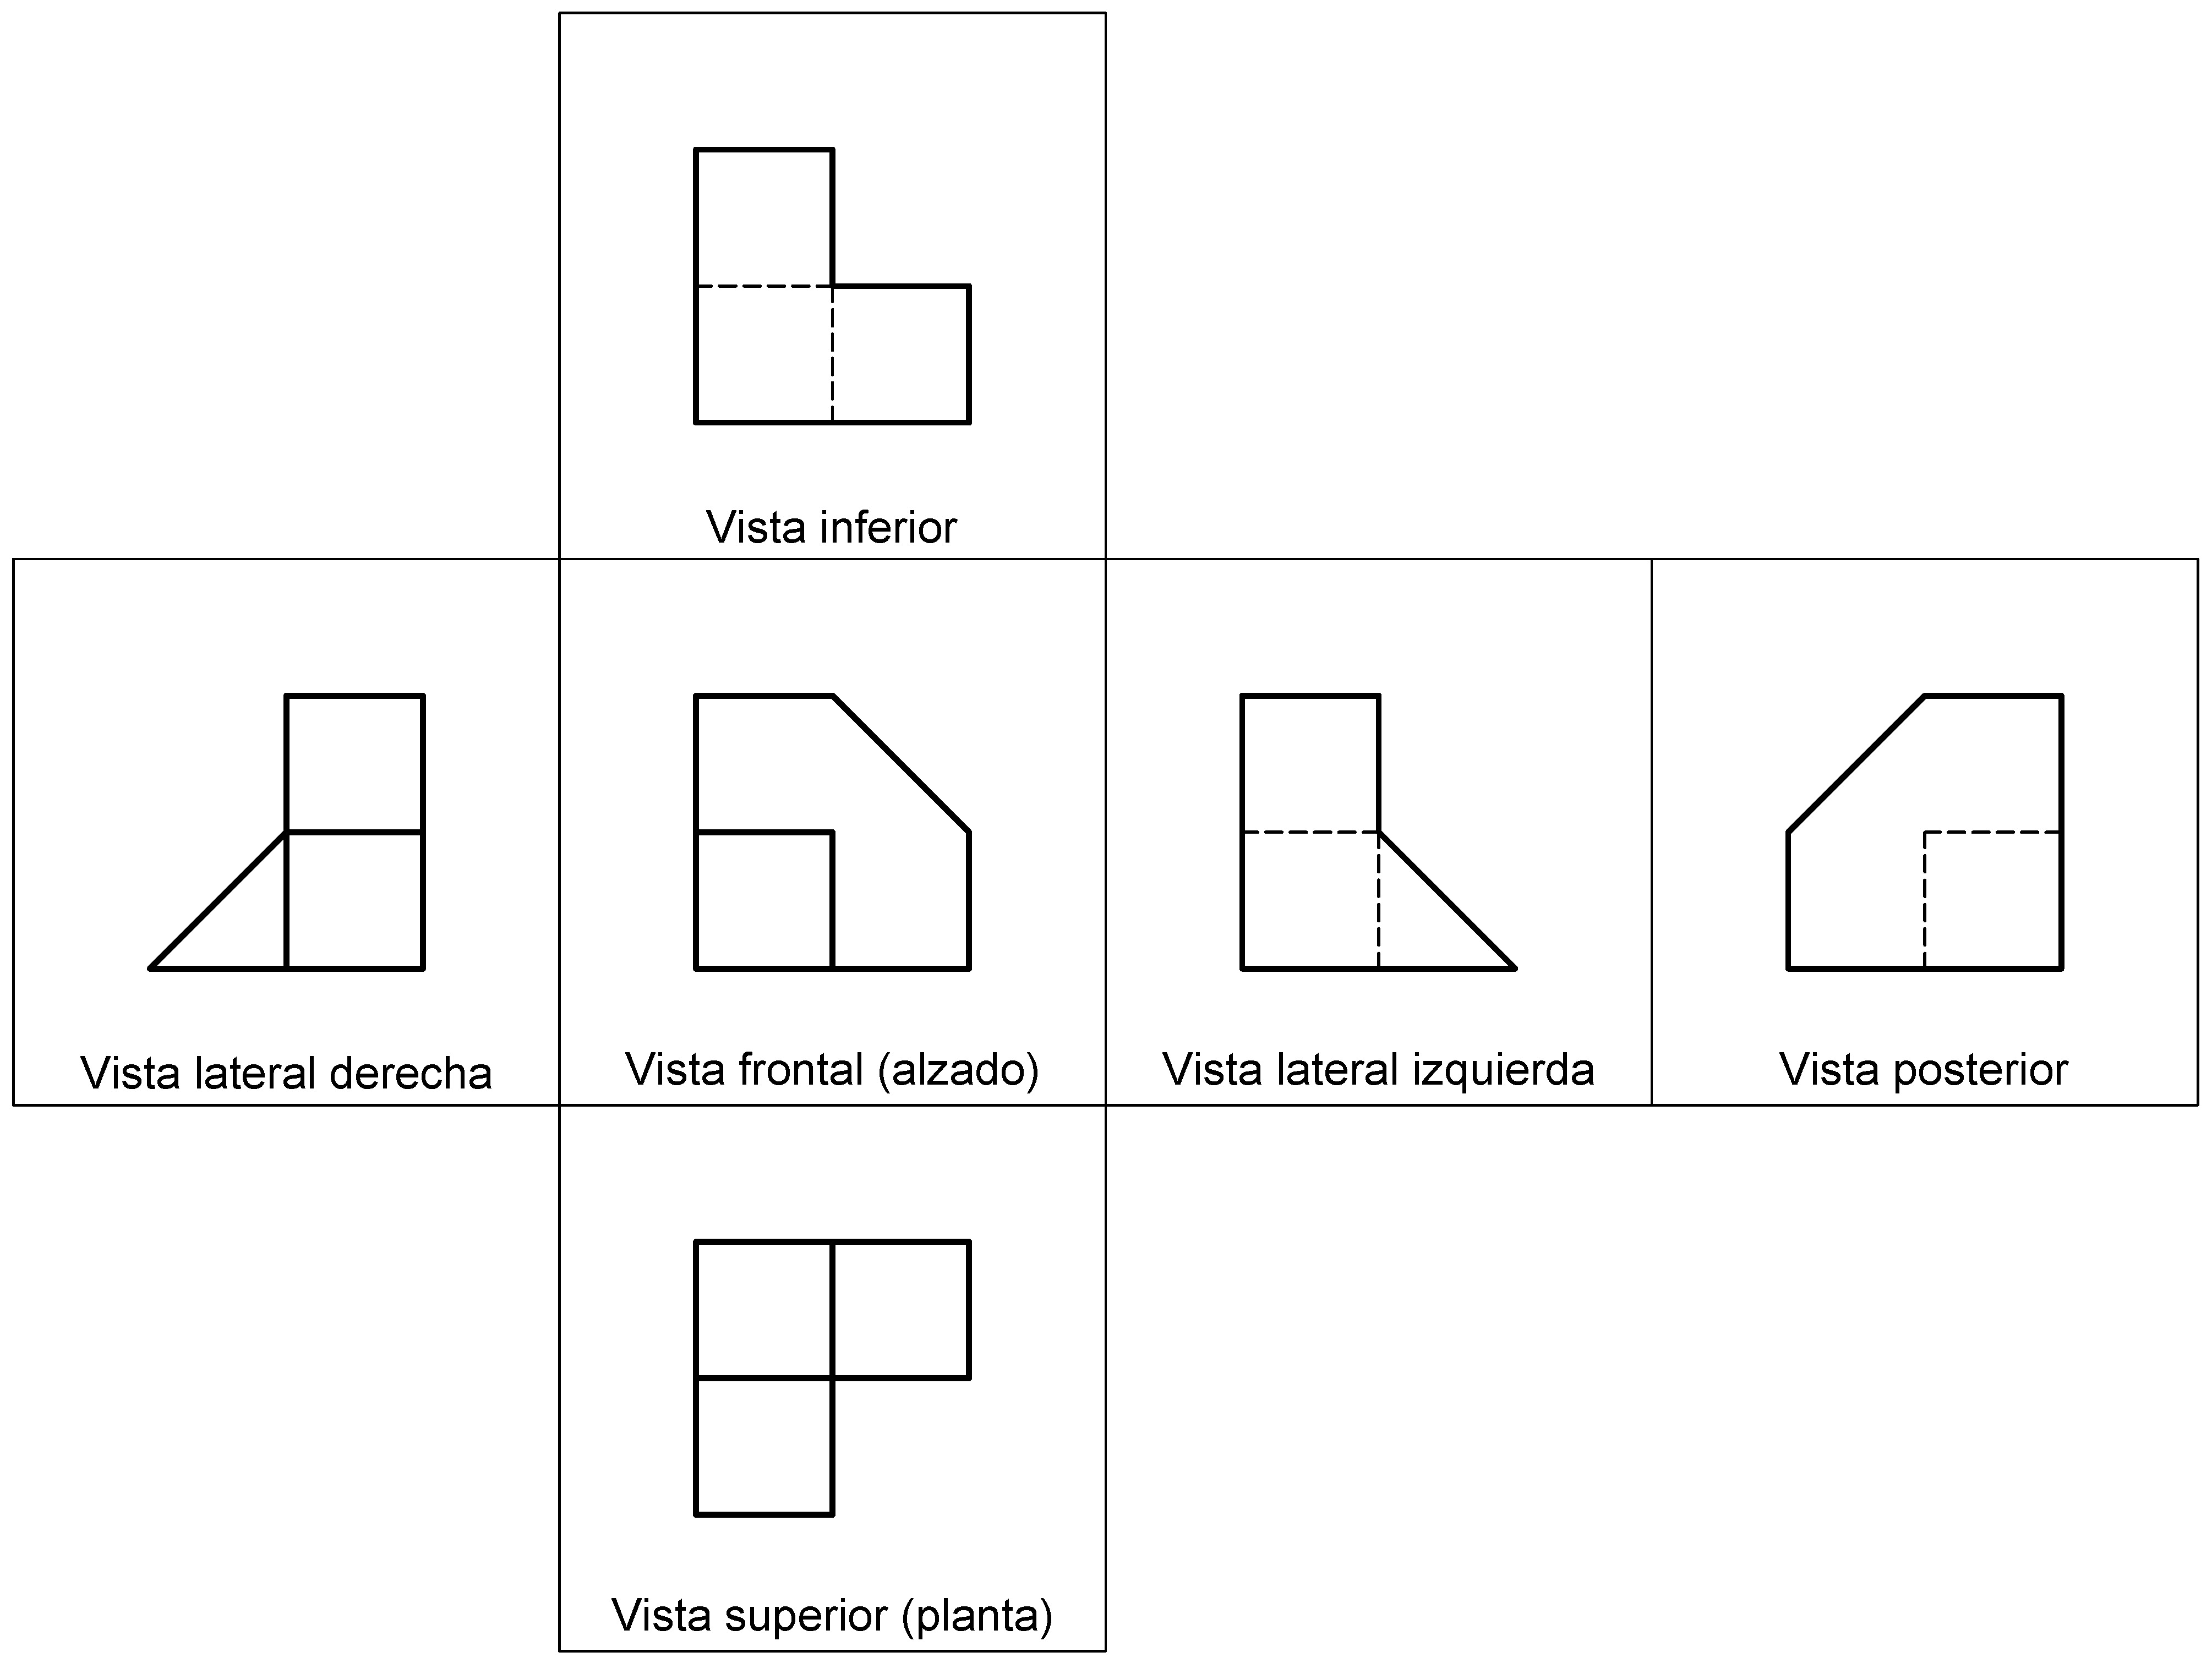 Vista inferior
Vista lateral derecha
Vista frontal (alzado)
Vista lateral izquierda
Vista posterior
Vista superior (planta)